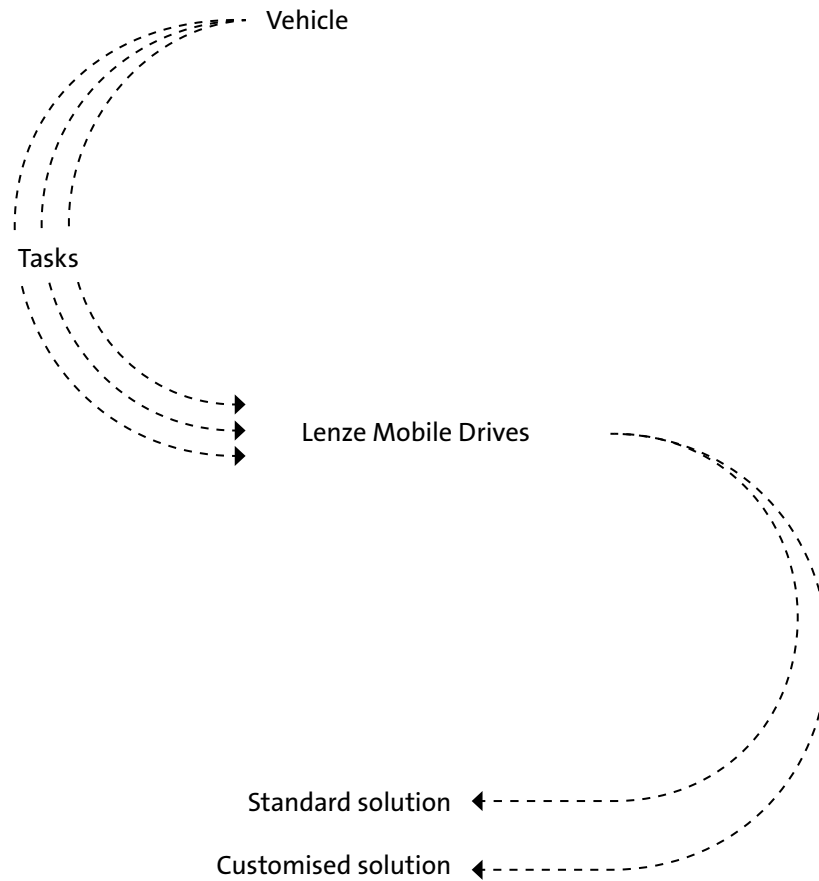 Vehicle
Tasks
Lenze Mobile Drives
Standard solution
Customised solution